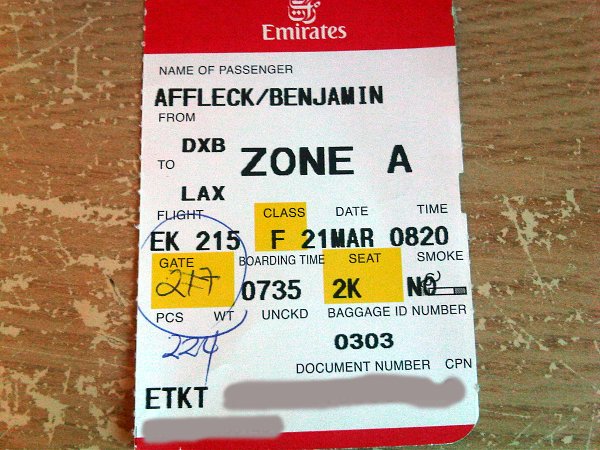 Emirates
NAME OF PASSENGER
AFFLECK/BENJAMIN
FROM
DXB
TO
ZONE A
LAX
FLIGHT CLASS DATE TIME
EK 215 F 21MAR 0820
GATE BOARDING TIME SEAT SMOKE
217 0735 2K NO
PCS WT UNCKD BAGGAGE ID NUMBER
224 0303
DOCUMENT NUMBER CPN
ETKT